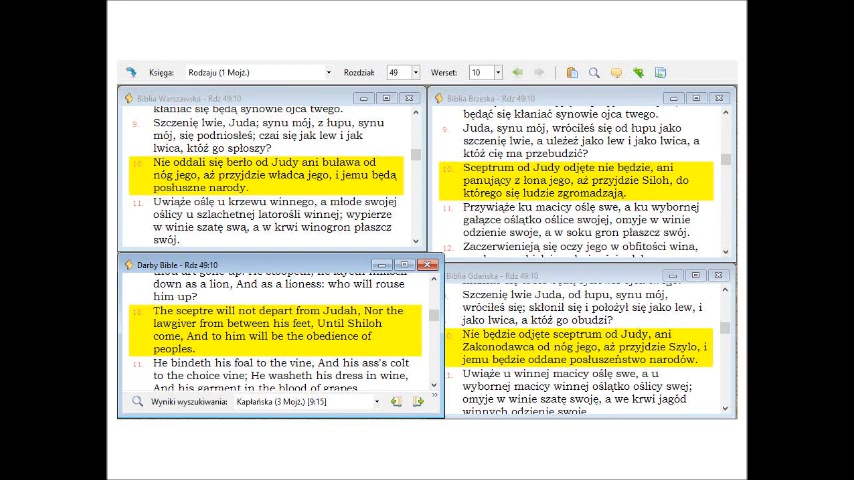 Księga:
Rodzaju (1 Mojż.)
Rozdział:
49
Werset:
10
Biblia Warszawska - Rdz 49:10
kłaniać się będą synowie ojca twego.
9. Szczenię lwie, Juda; synu mój, z łupu, synu
mój, się podniosłeś; czai się jak lew i jak
lwica, któż go spłoszy?
10. Nie oddali się berło od Judy ani buława od
nóg jego, aż przyjdzie władca jego, i jemu będą
posłuszne narody.
11. Uwiąże oślę u krzewu winnego, a młode swojej
oślicy u szlachetnej latorośli winnej; wypierze
w winie szatę swą, a w krwi winogron płaszcz
swój.
Biblia Brzeska - Rdz 49:10
będąć się kłaniać synowie ojca twego.
9. Juda, synu mój, wróciłeś się od łupu jako
szczenię lwie, a uleżeż jako lew i jako lwica, a
któż cię ma przebudzić?
10. Sceptrum od Judy odjęte nie będzie, ani
panujący z łona jego, aż przyjdzie Siloh, do
którego się ludzie zgromadzają.
11. Przywiąże ku macicy oślę swe, a ku wybornej
gałązce oślątko oślice swojej, omyje w winie
odzienie swoje, a w soku gron płaszcz swój.
12. Zaczerwienieją się oczy jego w obfitości wina,
Darby Bible - Rdz 49:10
down as a lion, And as a lioness: who will rouse
him up?
10. The sceptre will not depart from Judah, Nor the
lawgiver from between his feet, Until Shiloh
come, And to him will be the obedience of
peoples.
11. He bindeth his foal to the vine, And his ass's colt
to the choice vine; He washeth his dress in wine,
And his garment in the blood of grapes
Wyniki wyszukiwania:
Kapłańska (3 Mojż.) [9:15]
Biblia Gdańska - Rdz 49:10
Szczenię lwie Juda, od łupu, synu mój,
wróciłeś się; skłonił się i położył się jako lew, i
jako lwica, a któż go obudzi?
Nie będzie odjęte sceptrum od Judy, ani
Zakonodawca od nóg jego, aż przyjdzie Szylo, i
jemu będzie oddane posłuszeństwo narodów.
Uwiąże u winnej macicy oślę swe, a u
wybornej macicy winnej oślątko oślicy swej;
omyje w winie szatę swoję, a we krwi jagód
winnych odzienie swoje